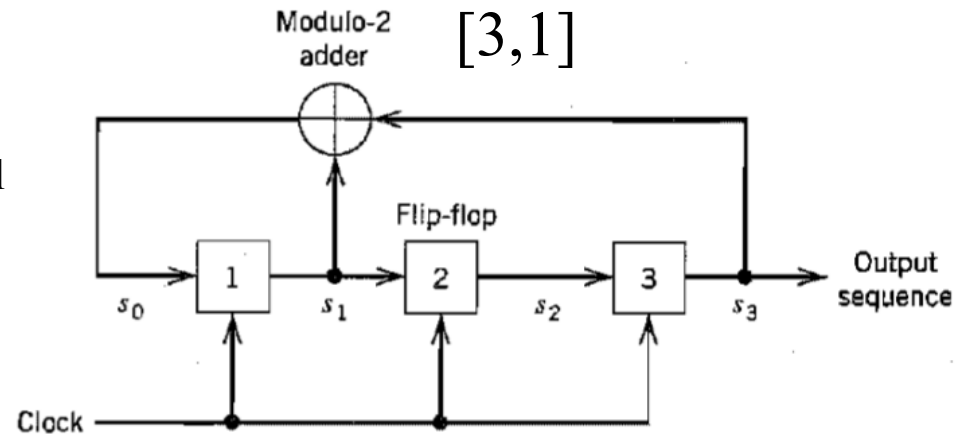 Modulo-2
adder
[3,1]
Flip-flop
1
2
3
Output
sequence
s0
s1
s2
s3
Clock